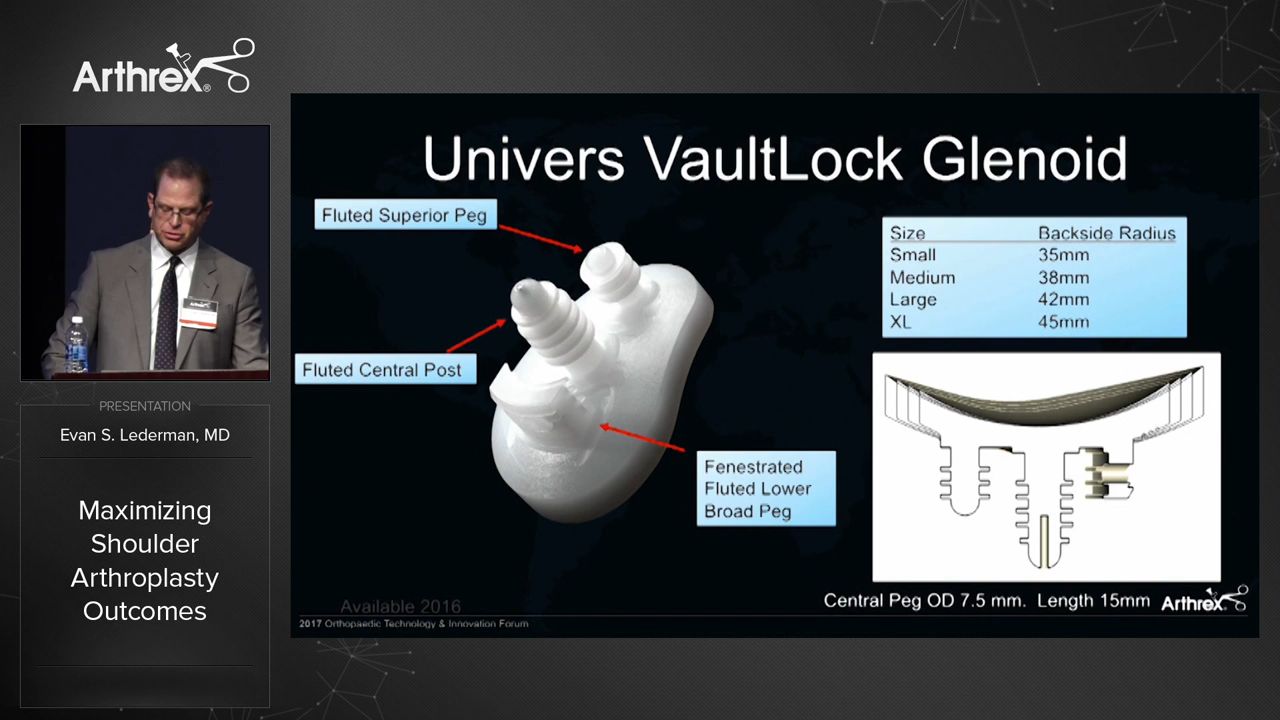 Arthrex®
PRESENTATION
Evan S. Lederman, MD
Maximizing
Shoulder
Arthroplasty
Outcomes
Univers VaultLock Glenoid
Fluted Superior Peg
Fluted Central Post
Fenestrated
Fluted Lower
Broad Peg
Size Backside Radius
Small 35mm
Medium 38mm
Large 42mm
XL 45mm
Central Peg OD 7.5 mm. Length 15mm
Arthrex
Available 2016
2017 Orthopaedic Technology & Innovation Forum
Arthrex